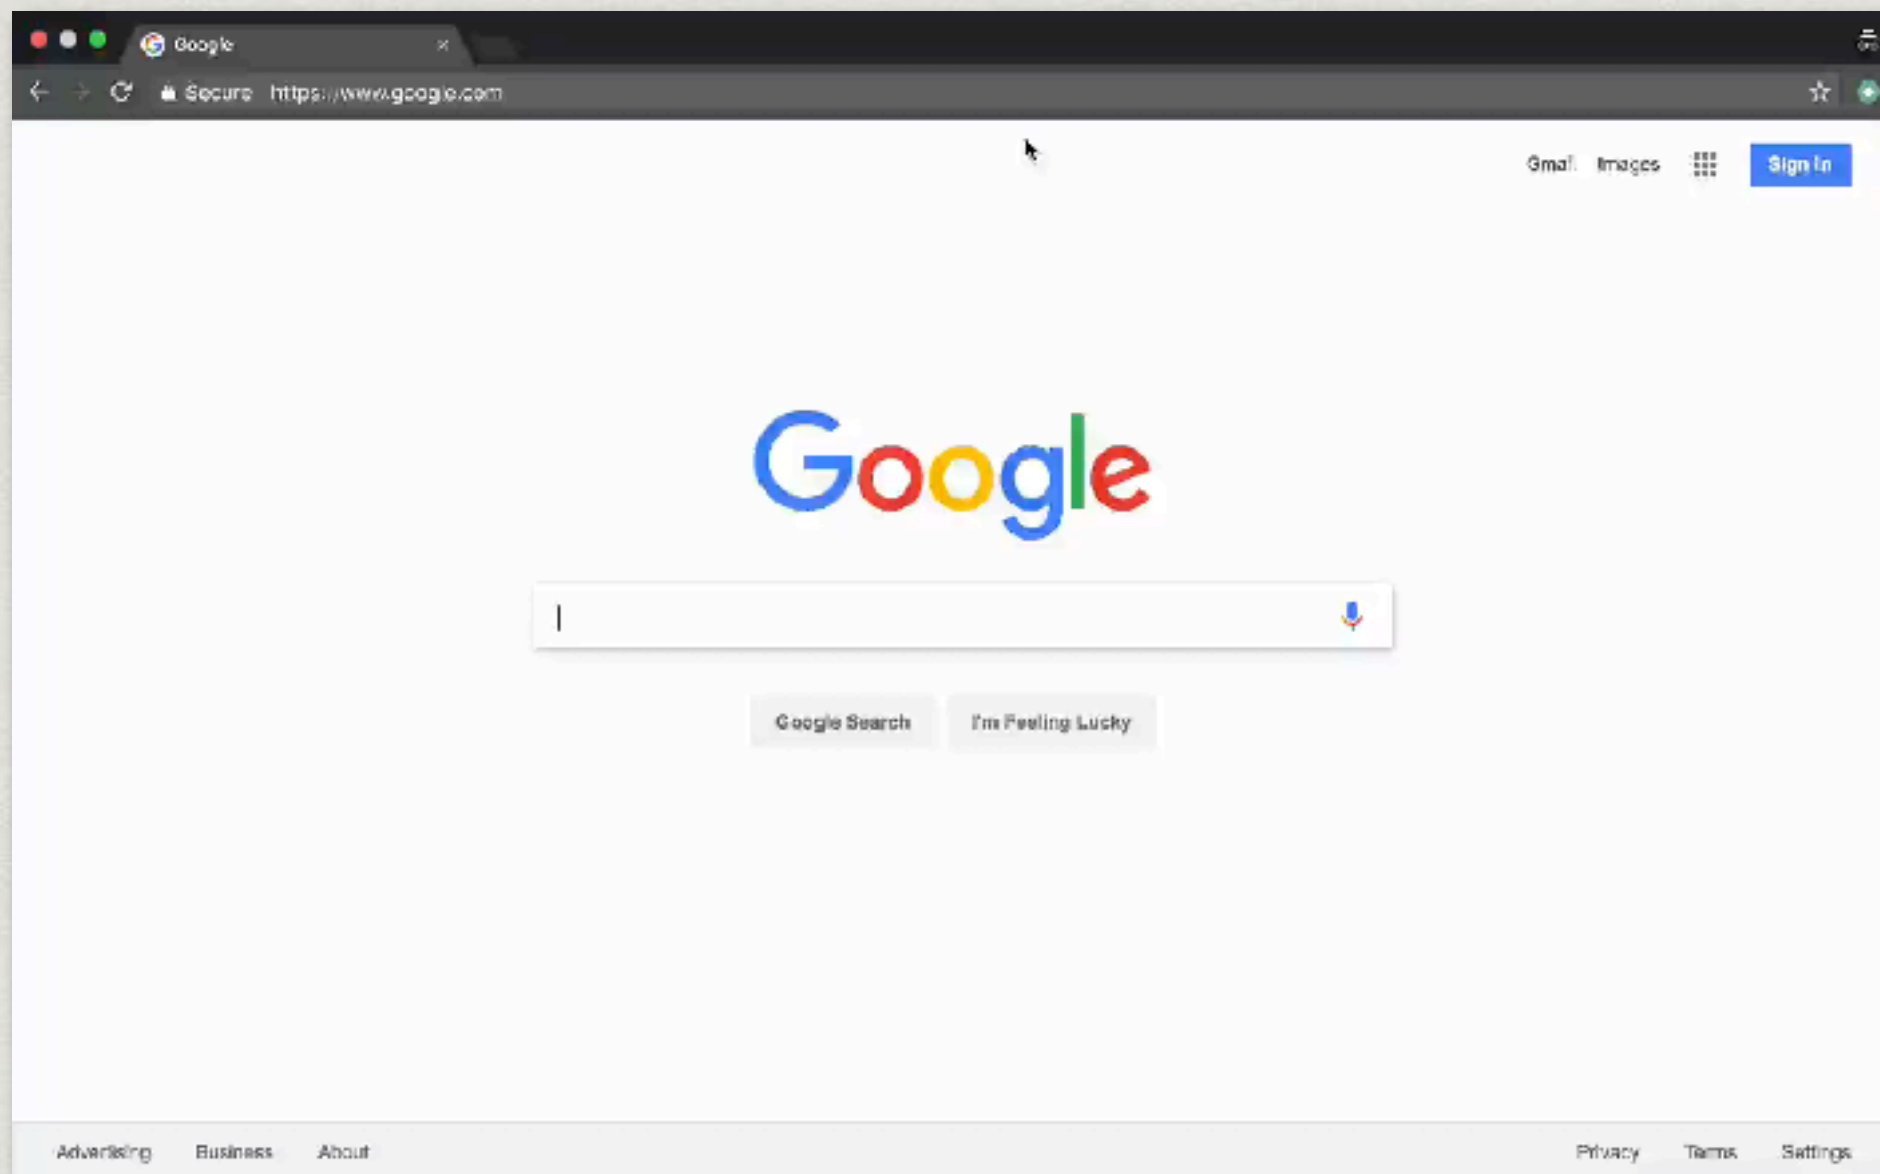 Google
Secure https://www.google.com
Gmail Images Sign in
Google
Google Search I'm Feeling Lucky
Advertising Business About Privacy Terms Settings